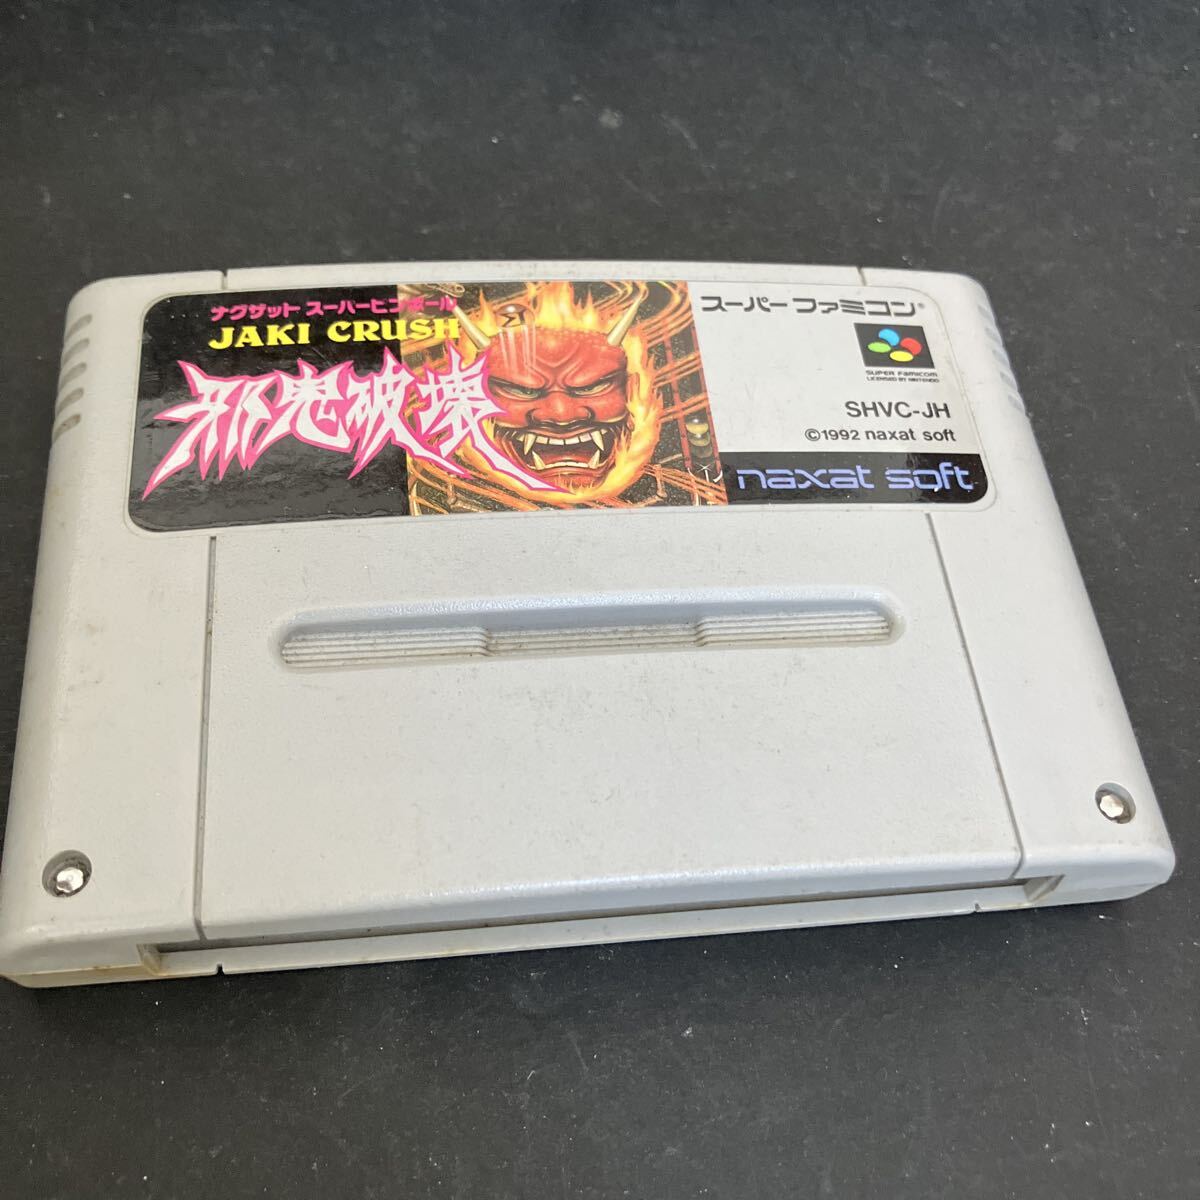 ナグザット スーパーピンボール
JAKI CRUSH
邪鬼破壊
スーパーファミコン®
SUPER FAMICOM
LICENSED BY NINTENDO
SHVC-JH
©1992 naxat soft
naxat soft